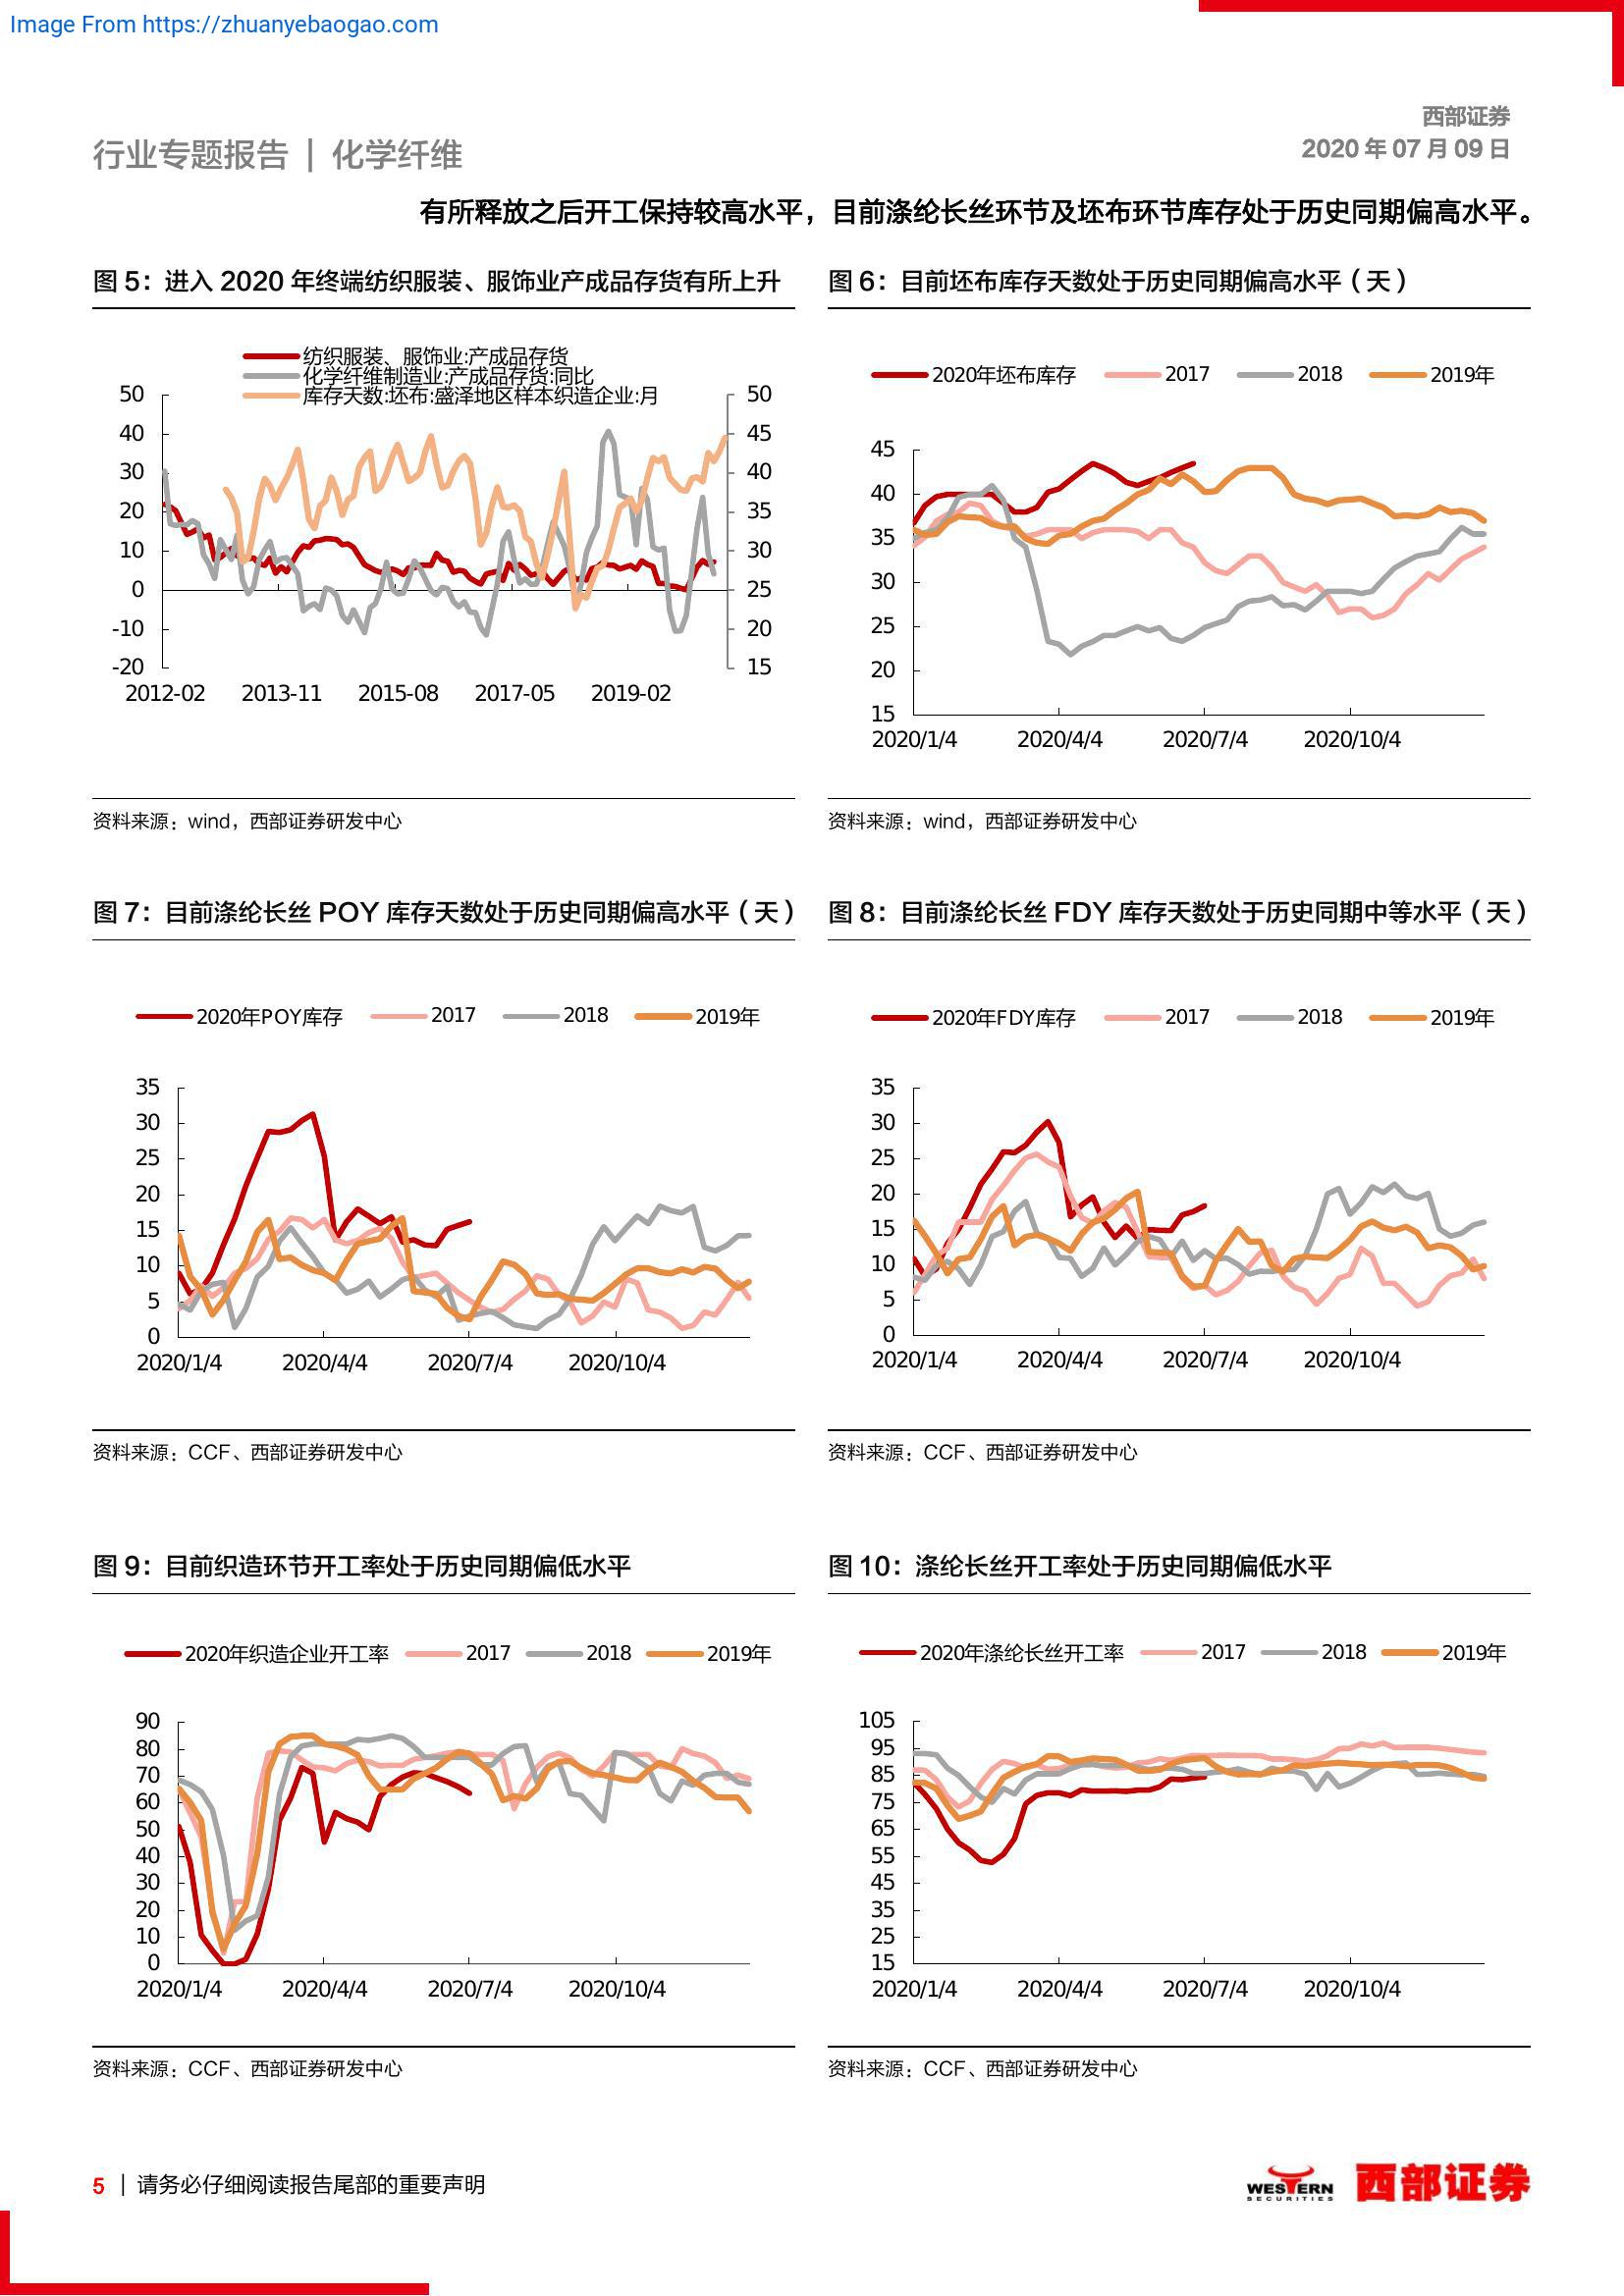 Image From https://zhuanyebaogao.com
行业专题报告 | 化学纤维
西部证券
2020 年 07 月 09 日
有所释放之后开工保持较高水平，目前涤纶长丝环节及坯布环节库存处于历史同期偏高水平。
图 5：进入 2020 年终端纺织服装、服饰业产成品存货有所上升
纺织服装、服饰业:产成品存货
化学纤维制造业:产成品存货:同比
库存天数:坯布:盛泽地区样本织造企业:月
50
40
30
20
10
0
-10
-20
50
45
40
35
30
25
20
15
2012-02 2013-11 2015-08 2017-05 2019-02
资料来源：wind，西部证券研发中心
图 6：目前坯布库存天数处于历史同期偏高水平（天）
2020年坯布库存 2017 2018 2019年
45
40
35
30
25
20
15
2020/1/4 2020/4/4 2020/7/4 2020/10/4
资料来源：wind，西部证券研发中心
图 7：目前涤纶长丝 POY 库存天数处于历史同期偏高水平（天）
2020年POY库存 2017 2018 2019年
35
30
25
20
15
10
5
0
2020/1/4 2020/4/4 2020/7/4 2020/10/4
资料来源：CCF、西部证券研发中心
图 8：目前涤纶长丝 FDY 库存天数处于历史同期中等水平（天）
2020年FDY库存 2017 2018 2019年
35
30
25
20
15
10
5
0
2020/1/4 2020/4/4 2020/7/4 2020/10/4
资料来源：CCF、西部证券研发中心
图 9：目前织造环节开工率处于历史同期偏低水平
2020年织造企业开工率 2017 2018 2019年
90
80
70
60
50
40
30
20
10
0
2020/1/4 2020/4/4 2020/7/4 2020/10/4
资料来源：CCF、西部证券研发中心
图 10：涤纶长丝开工率处于历史同期偏低水平
2020年涤纶长丝开工率 2017 2018 2019年
105
95
85
75
65
55
45
35
25
15
2020/1/4 2020/4/4 2020/7/4 2020/10/4
资料来源：CCF、西部证券研发中心
5 | 请务必仔细阅读报告尾部的重要声明
WESTERN
SECURITIES
西部证券